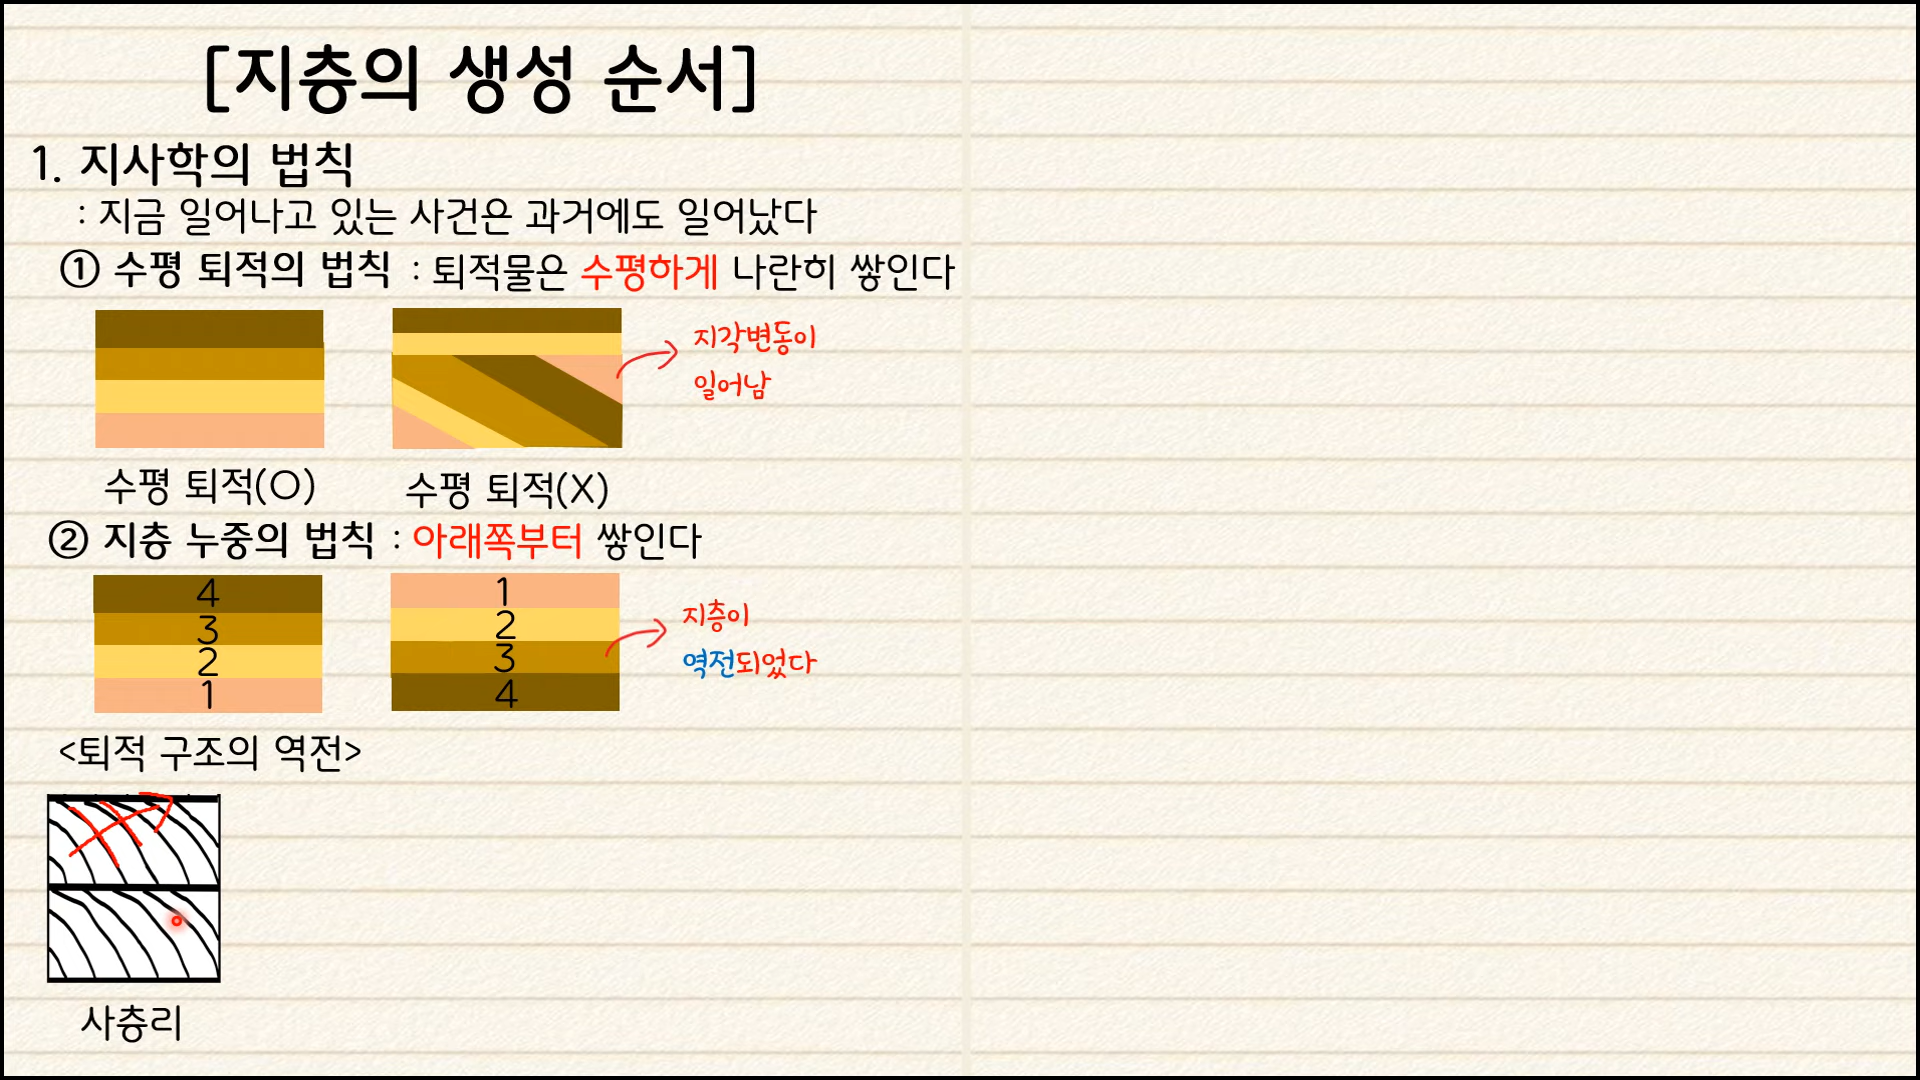 [지층의 생성 순서]
1. 지사학의 법칙
: 지금 일어나고 있는 사건은 과거에도 일어났다
① 수평 퇴적의 법칙 : 퇴적물은 수평하게 나란히 쌓인다
지각변동이
일어남
수평 퇴적(O)
수평 퇴적(X)
② 지층 누중의 법칙 : 아래쪽부터 쌓인다
4
3
2
1
1
2
3
4
지층이
역전되었다
<퇴적 구조의 역전>
사층리